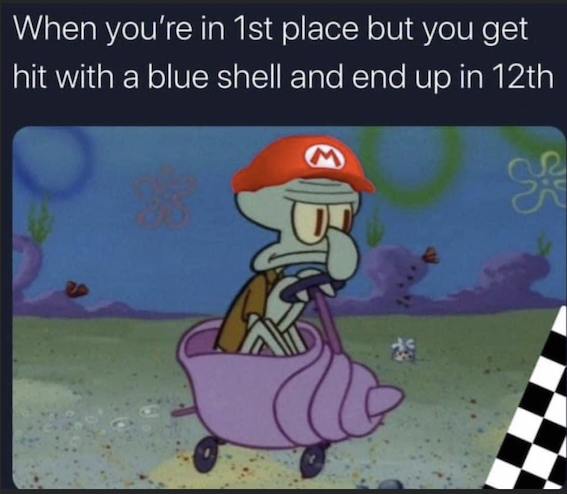 When you’re in 1st place but you get
hit with a blue shell and end up in 12th
M